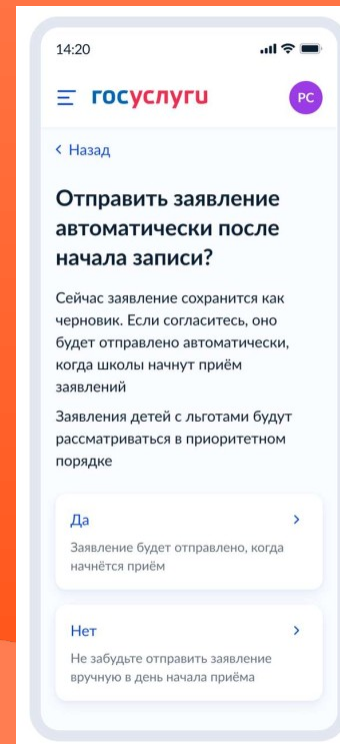 14:20
госуслуги
РС
Назад
Отправить заявление
автоматически после
начала записи?
Сейчас заявление сохранится как
черновик. Если согласитесь, оно
будет отправлено автоматически,
когда школы начнут приём
заявлений
Заявления детей с льготами будут
рассматриваться в приоритетном
порядке
Да
Заявление будет отправлено, когда
начнётся приём
Нет
Не забудьте отправить заявление
вручную в день начала приёма